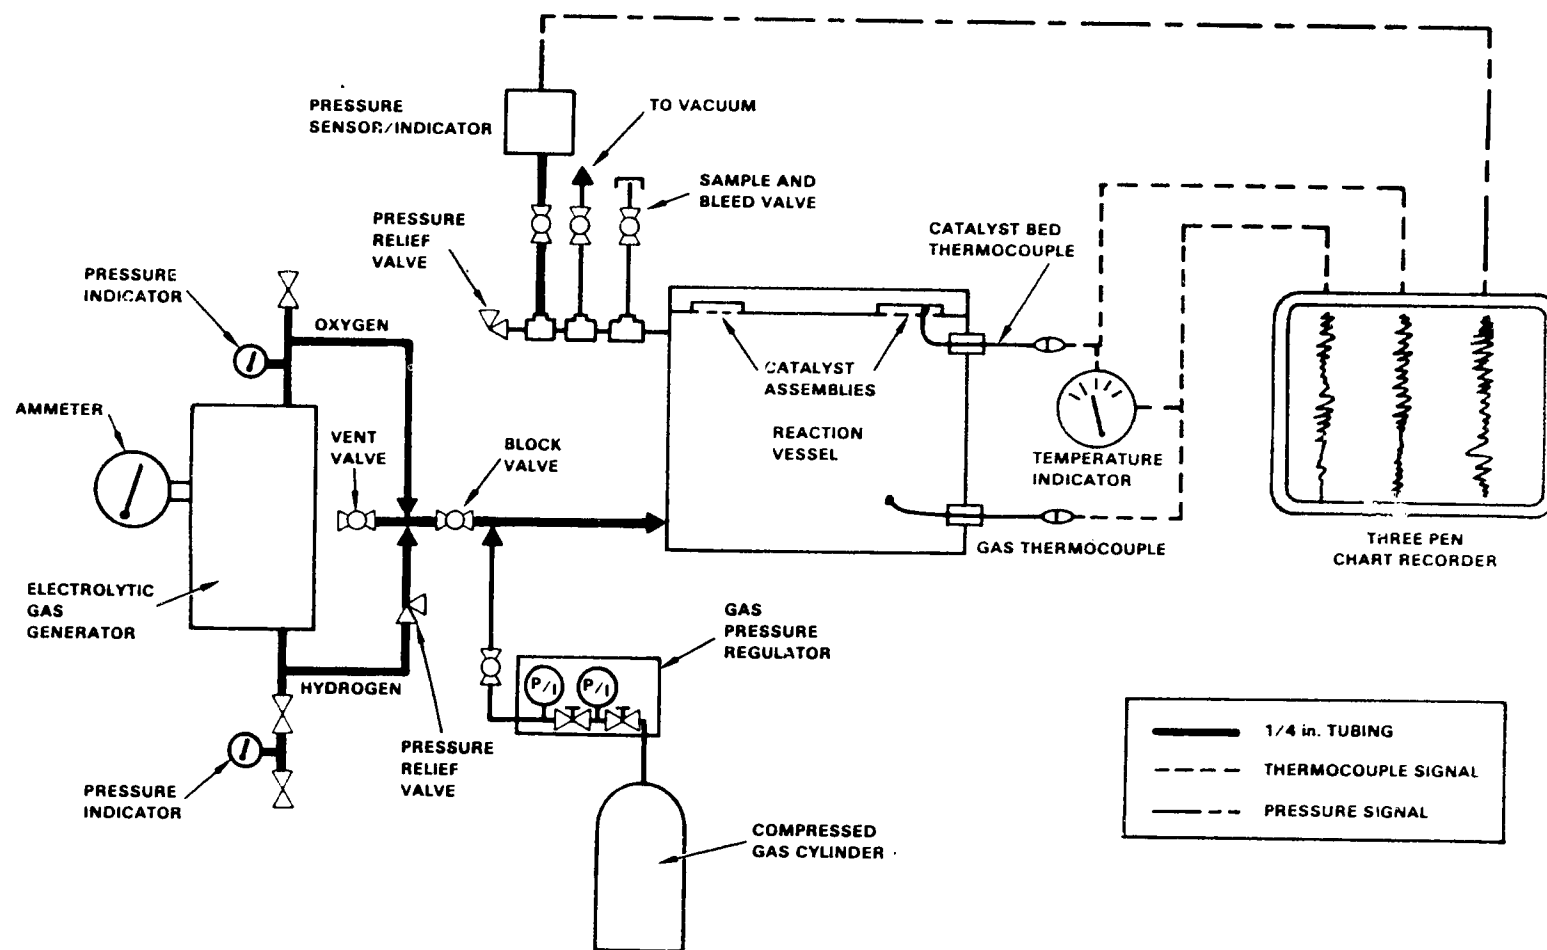 PRESSURE
SENSOR/INDICATOR
TO VACUUM
SAMPLE AND
BLEED VALVE
PRESSURE
RELIEF
VALVE
CATALYST BED
THERMOCOUPLE
PRESSURE
INDICATOR
OXYGEN
CATALYST
ASSEMBLIES
AMMETER
VENT
VALVE
BLOCK
VALVE
REACTION
VESSEL
TEMPERATURE
INDICATOR
THREE PEN
CHART RECORDER
GAS THERMOCOUPLE
ELECTROLYTIC
GAS
GENERATOR
GAS
PRESSURE
REGULATOR
HYDROGEN
P/I
P/I
PRESSURE
RELIEF
VALVE
PRESSURE
INDICATOR
COMPRESSED
GAS CYLINDER
1/4 in. TUBING
THERMOCOUPLE SIGNAL
PRESSURE SIGNAL